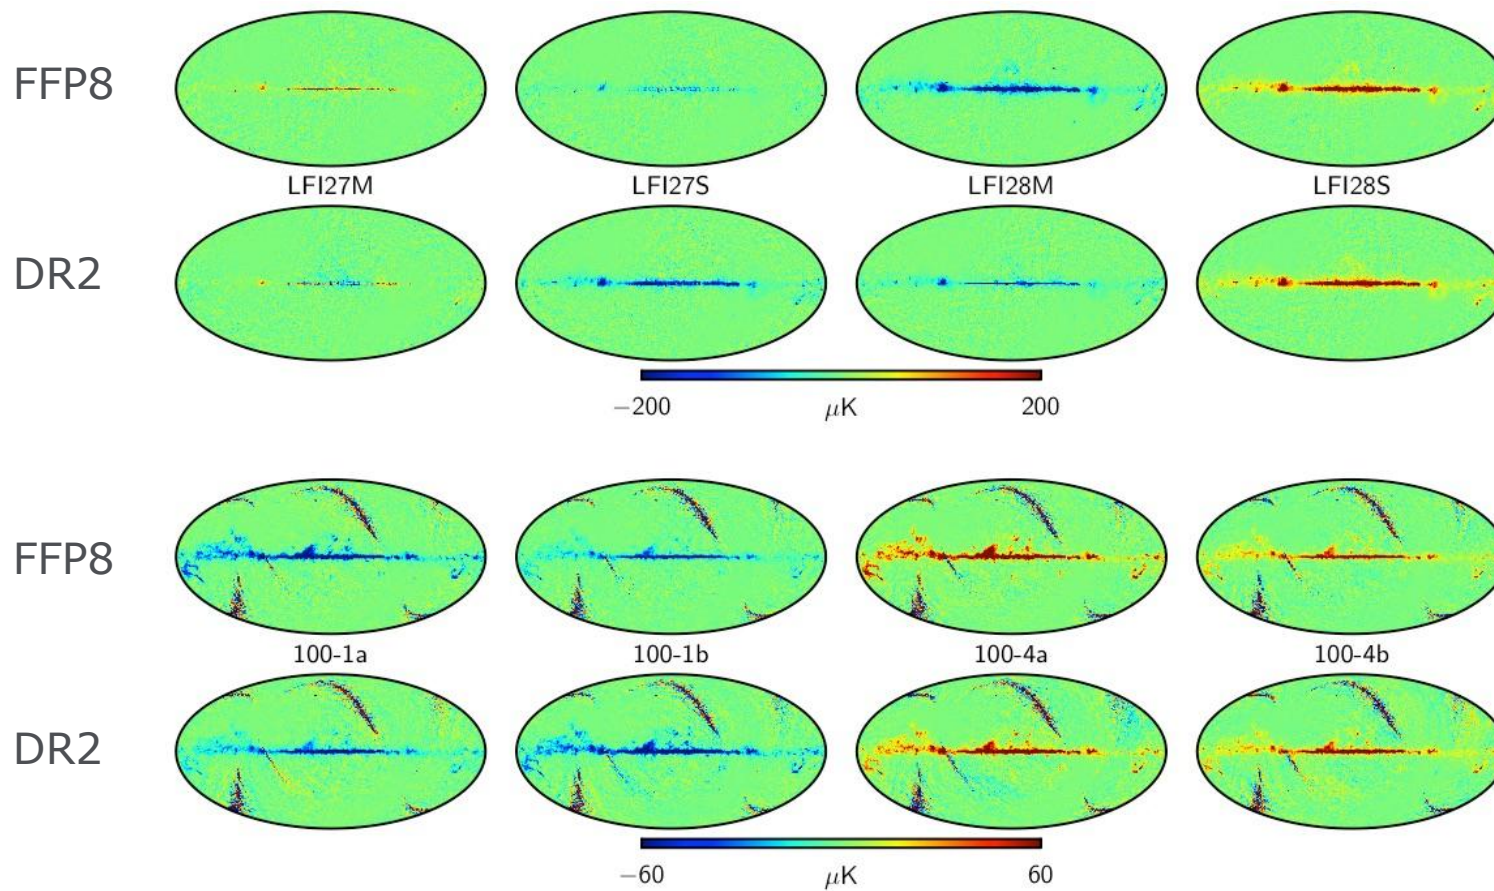 FFP8
LFI27M LFI27S LFI28M LFI28S
DR2
−200 μK 200
FFP8
100-1a 100-1b 100-4a 100-4b
DR2
−60 μK 60